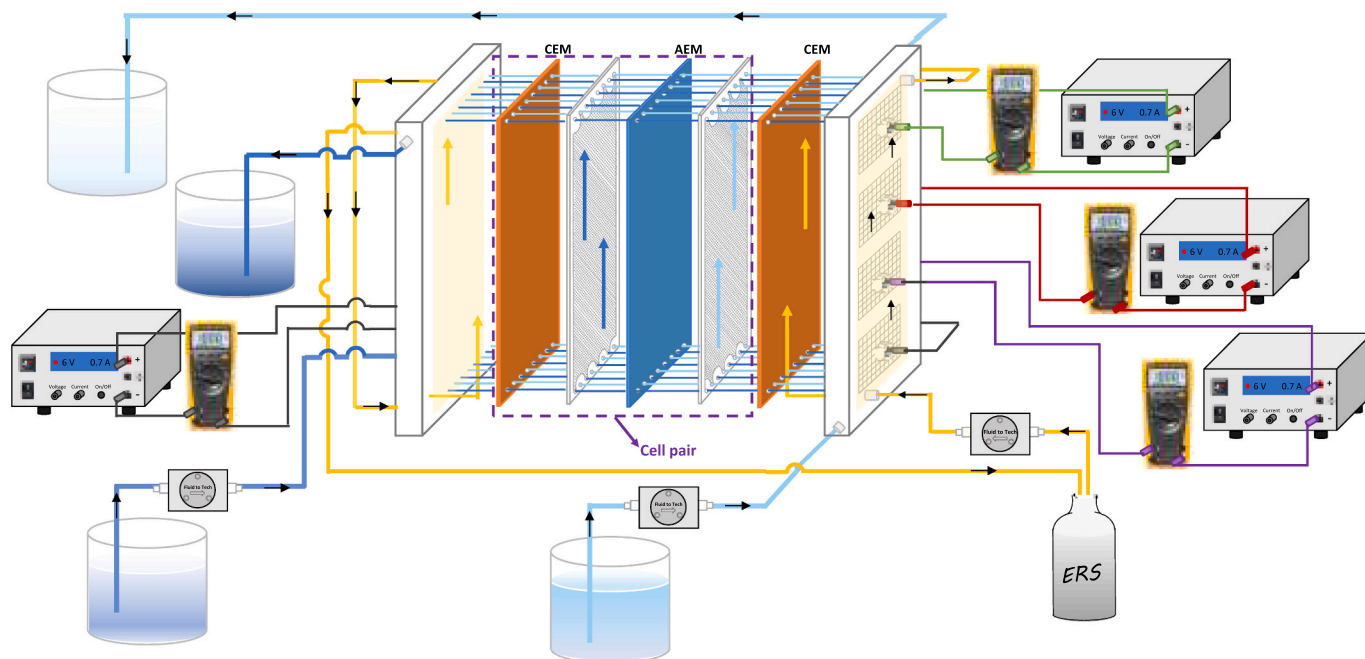 CEM
AEM
CEM
6 V 0.7 A
Voltage Current On/Off
+
-
6 V 0.7 A
Voltage Current On/Off
+
-
6 V 0.7 A
Voltage Current On/Off
+
-
6 V 0.7 A
Voltage Current On/Off
+
-
Cell pair
Fluid to Tech
Fluid to Tech
Fluid to Tech
ERS